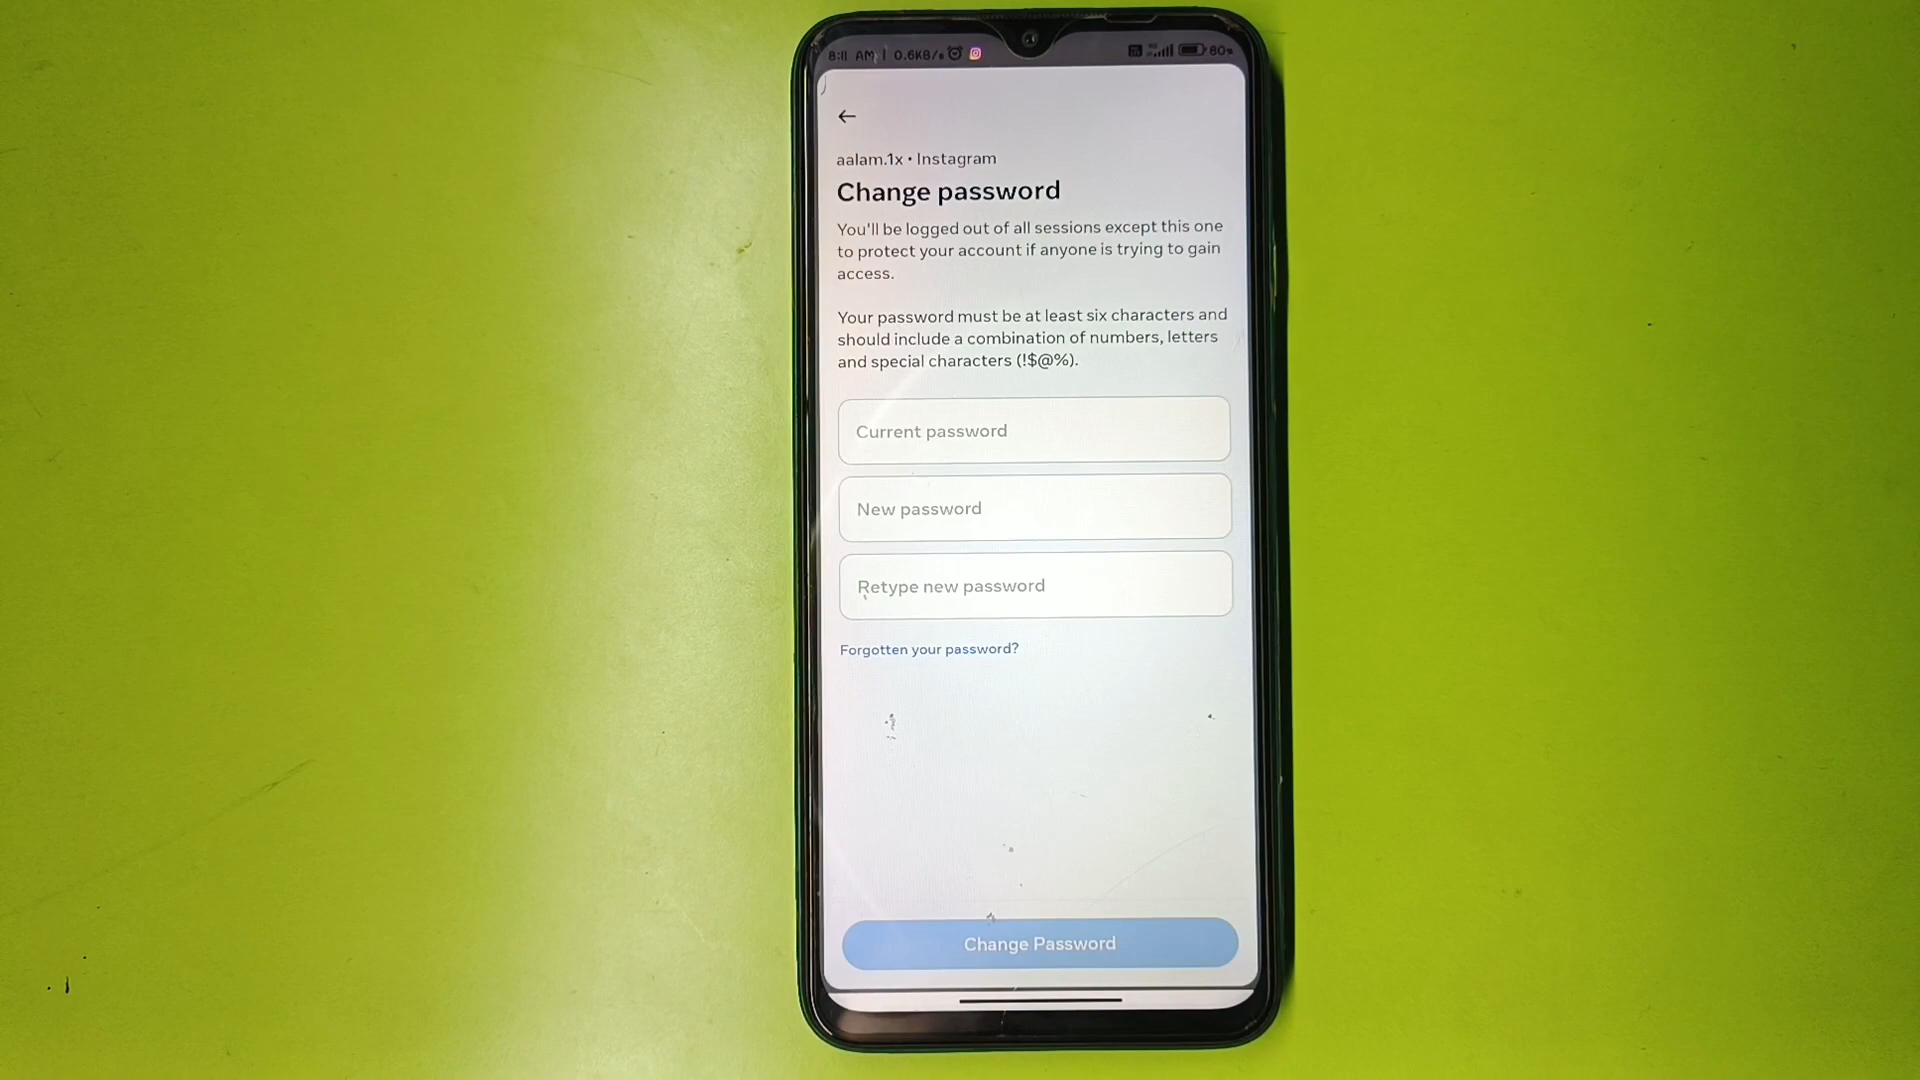 8:11 AM | 0.6KB/s
80%
aalam.1x • Instagram
Change password
You'll be logged out of all sessions except this one
to protect your account if anyone is trying to gain
access.
Your password must be at least six characters and
should include a combination of numbers, letters
and special characters (!$@%).
Current password
New password
Retype new password
Forgotten your password?
Change Password